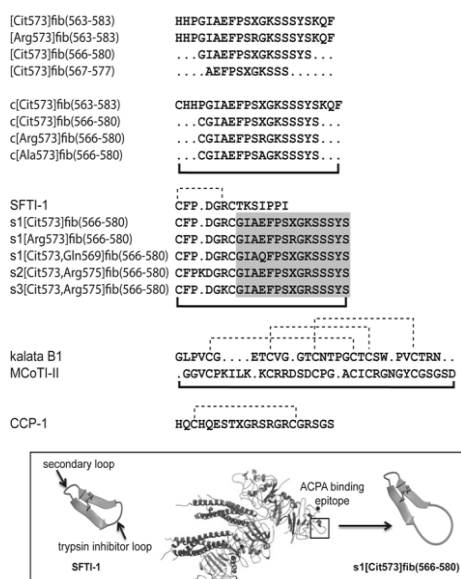 [Cit573]fib(563-583) HHPGIAEFPSXGKSSSYSKQF
[Arg573]fib(563-583) HHPGIAEFPSRGKSSSYSKQF
[Cit573]fib(566-580) ...GIAEFPSXGKSSSYS...
[Cit573]fib(567-577) ....AEFPSXGKSSS......
c[Cit573]fib(563-583) CHHPGIAEFPSXGKSSSYSKQF
c[Cit573]fib(566-580) ...CGIAEFPSXGKSSSYS...
c[Arg573]fib(566-580) ...CGIAEFPSRGKSSSYS...
c[Ala573]fib(566-580) ...CGIAEFPSAGKSSSYS...
SFTI-1 CFP.DGRCTKSIPPI
s1[Cit573]fib(566-580) CFP.DGRCGIAEFPSXGKSSSYS
s1[Arg573]fib(566-580) CFP.DGRCGIAEFPSRGKSSSYS
s1[Cit573,Gln569]fib(566-580) CFP.DGRCGIAQFPSXGKSSSYS
s2[Cit573,Arg575]fib(566-580) CFPKDGRCGIAEFPSXGRSSSYS
s3[Cit573,Arg575]fib(566-580) CFP.DGKCGIAEFPSXGRSSSYS
kalata B1 GLPVCG....ETCVG.GTCNTPGCTCSW.PVCTRN..
MCoTI-II .GGVCPKILK.KCRRDSDCPG.ACICRGNGYCGSGSD
CCP-1 HQCHQESTXGRSRGRCGRSGS
secondary loop
ACPA binding
epitope
trypsin inhibitor loop
SFTI-1
s1[Cit573]fib(566-580)